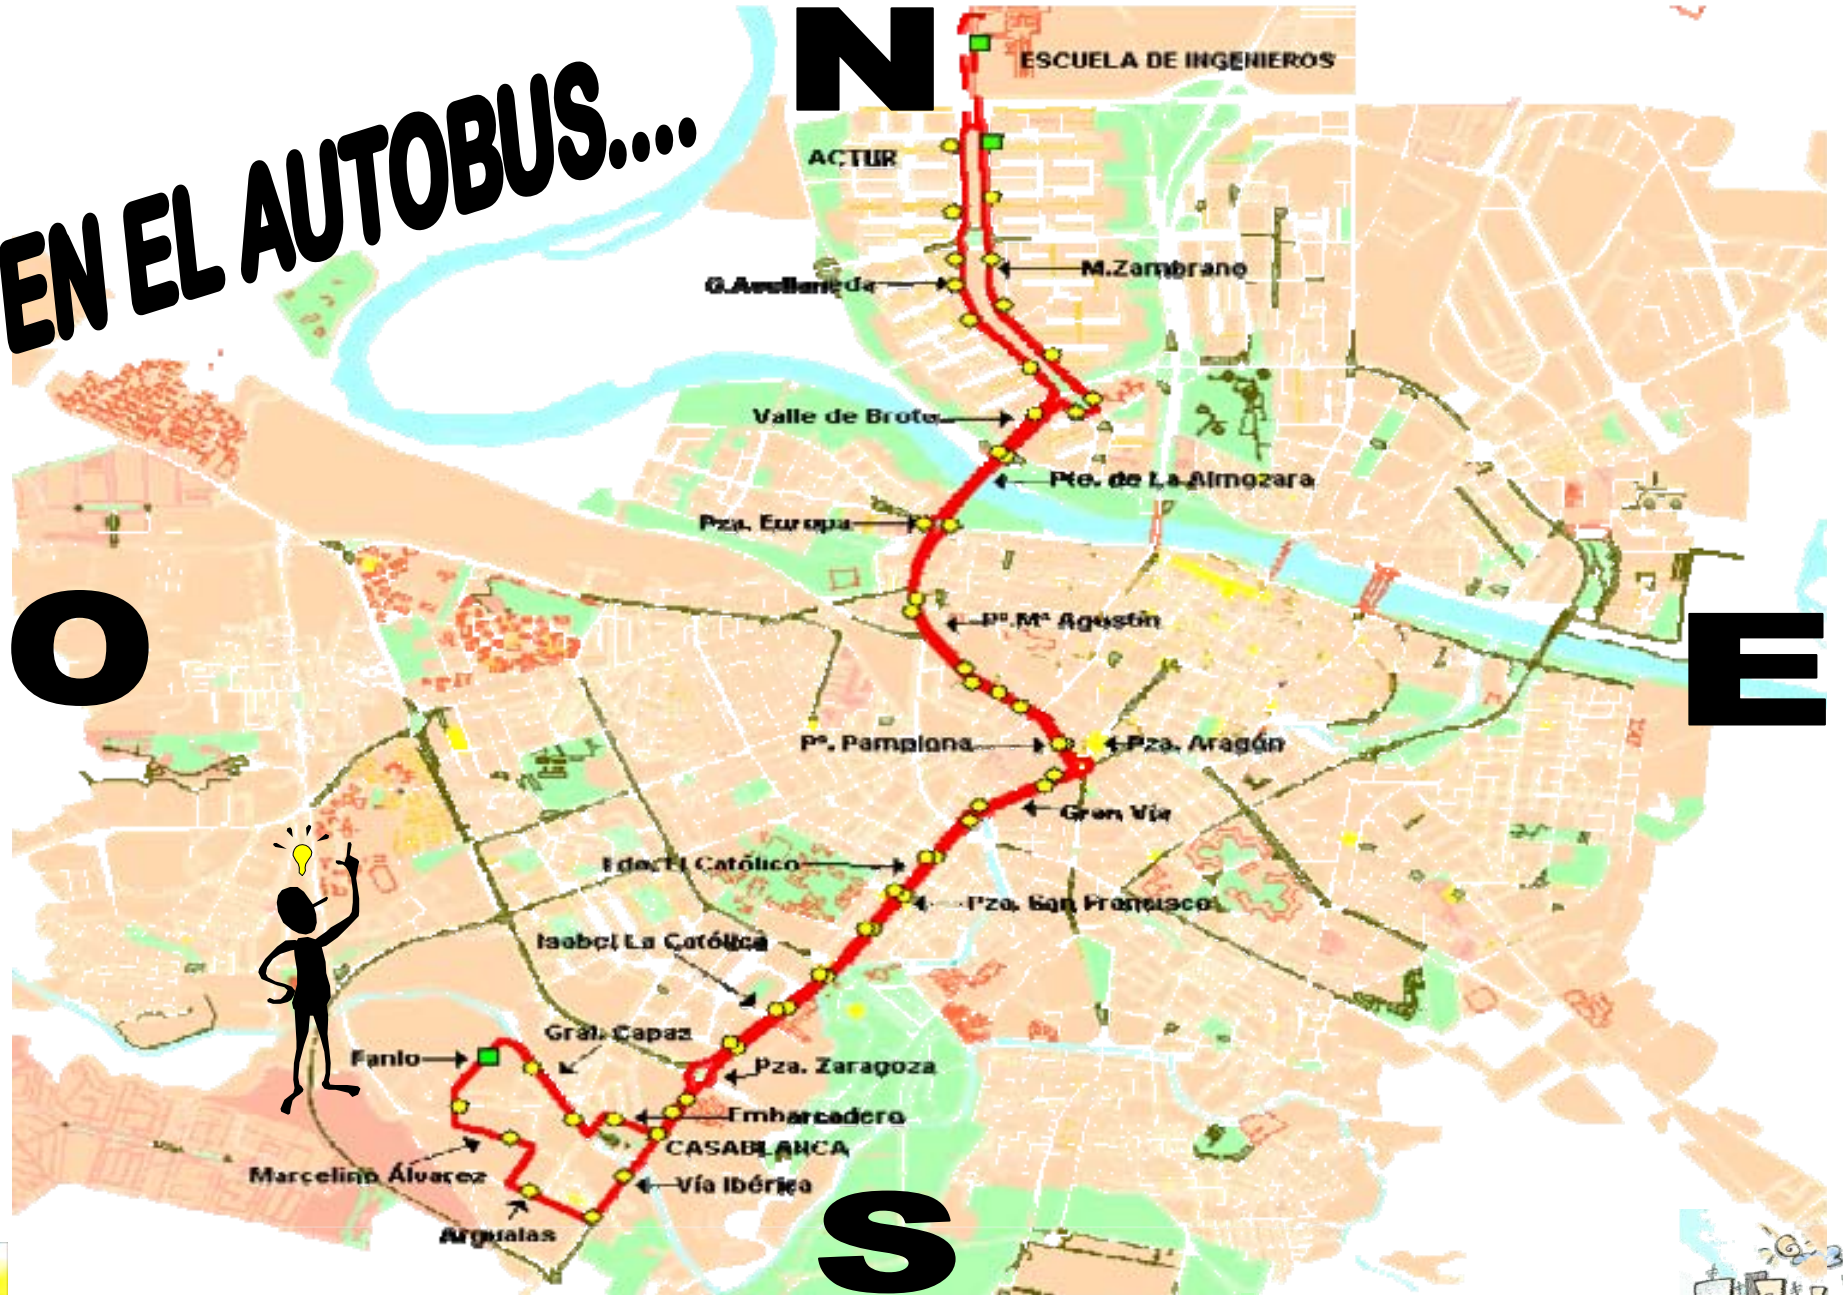 N
ESCUELA DE INGENIEROS
EN EL AUTOBUS....
ACTUR
M.Zambrano
G.Avellaneda
Valle de Broto
Pte. de La Almozara
Pza. Europa
O
E
Pº.Mª Agustín
Pº. Pamplona
Pza. Aragón
Gran Vía
Fdo. El Católico
Pza. San Francisco
Isabel La Católica
Gral. Capaz
Fanlo
Pza. Zaragoza
Embarcadero
CASABLANCA
Marcelino Álvarez
Vía Ibérica
Argualas
S